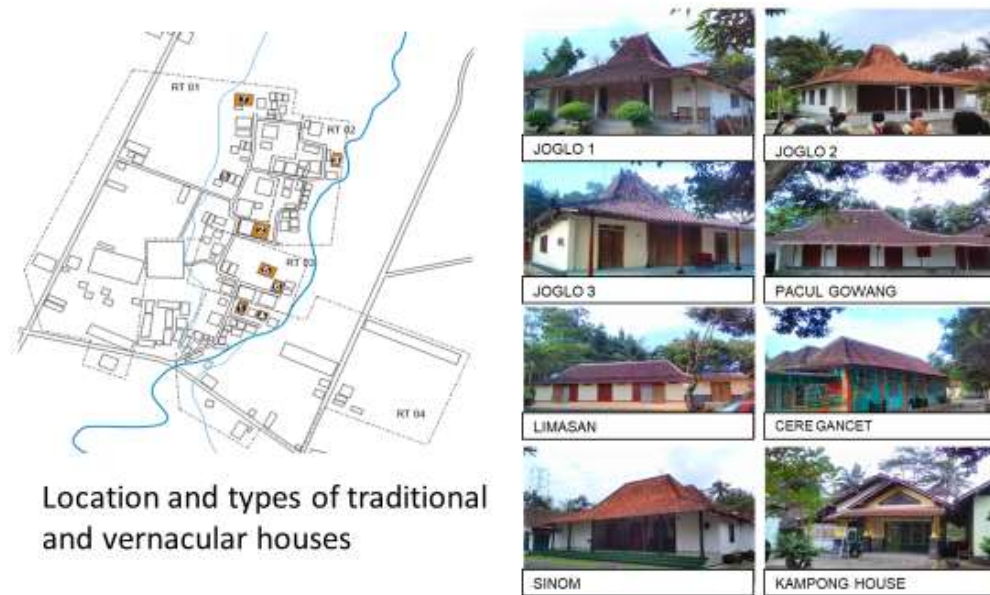 RT 01
RT 02
RT 03
RT 04
Location and types of traditional
and vernacular houses
JOGLO 1
JOGLO 2
JOGLO 3
PACUL GOWANG
LIMASAN
CERE GANCET
SINOM
KAMPONG HOUSE